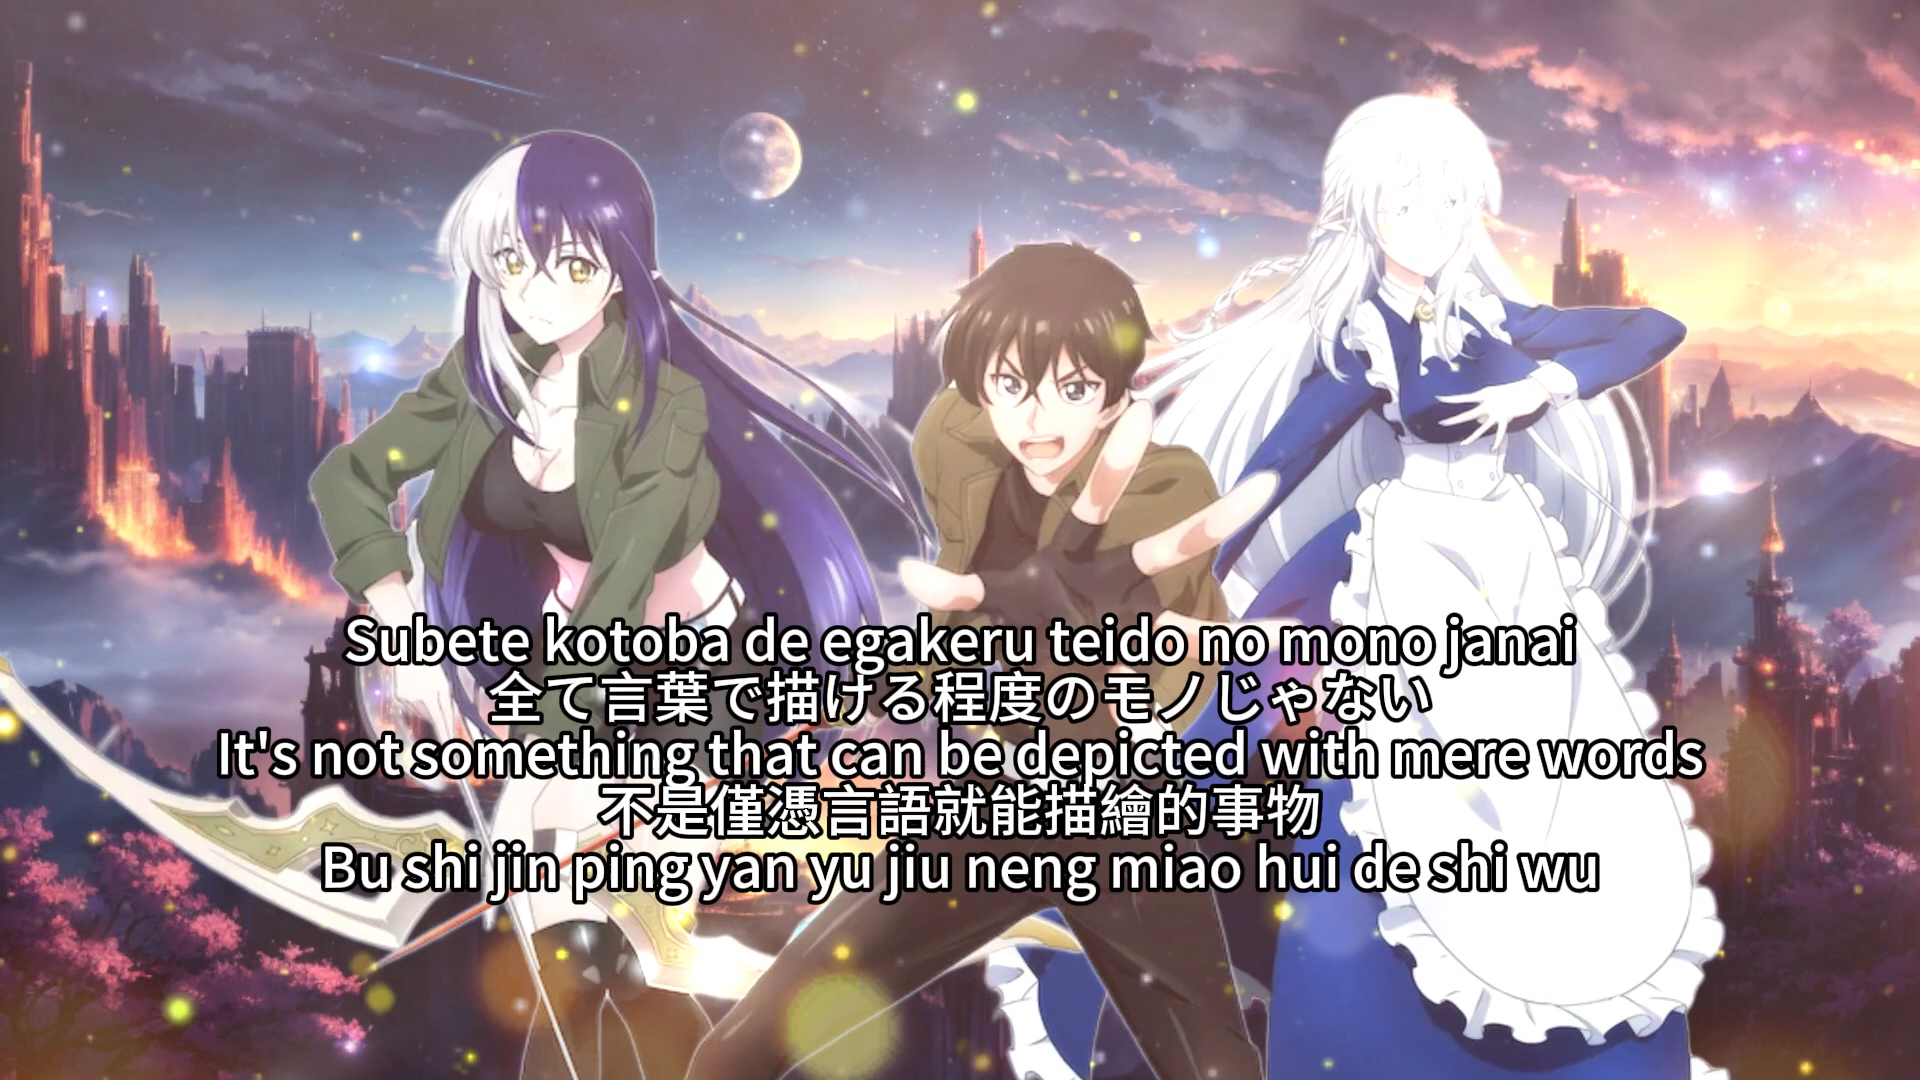 Subete kotoba de egakeru teido no mono janai
全て言葉で描ける程度のモノじゃない
It's not something that can be depicted with mere words
不是僅憑言語就能描繪的事物
Bu shi jin ping yan yu jiu neng miao hui de shi wu